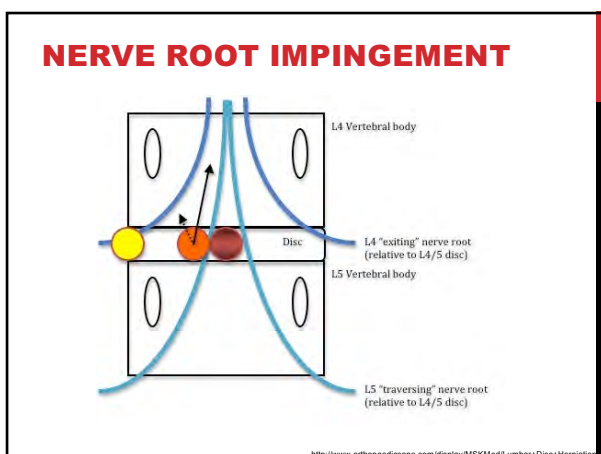 NERVE ROOT IMPINGEMENT
L4 Vertebral body
Disc
L4 "exiting" nerve root
(relative to L4/5 disc)
L5 Vertebral body
L5 "traversing" nerve root
(relative to L4/5 disc)